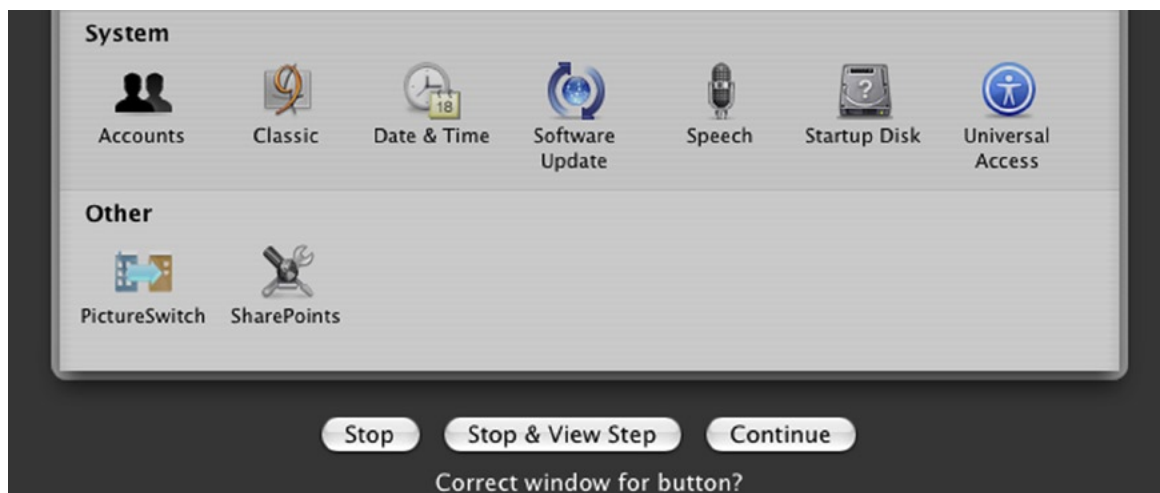 System
9
18
?
Accounts Classic Date & Time Software Update Speech Startup Disk Universal Access
Other
PictureSwitch SharePoints
Stop Stop & View Step Continue
Correct window for button?